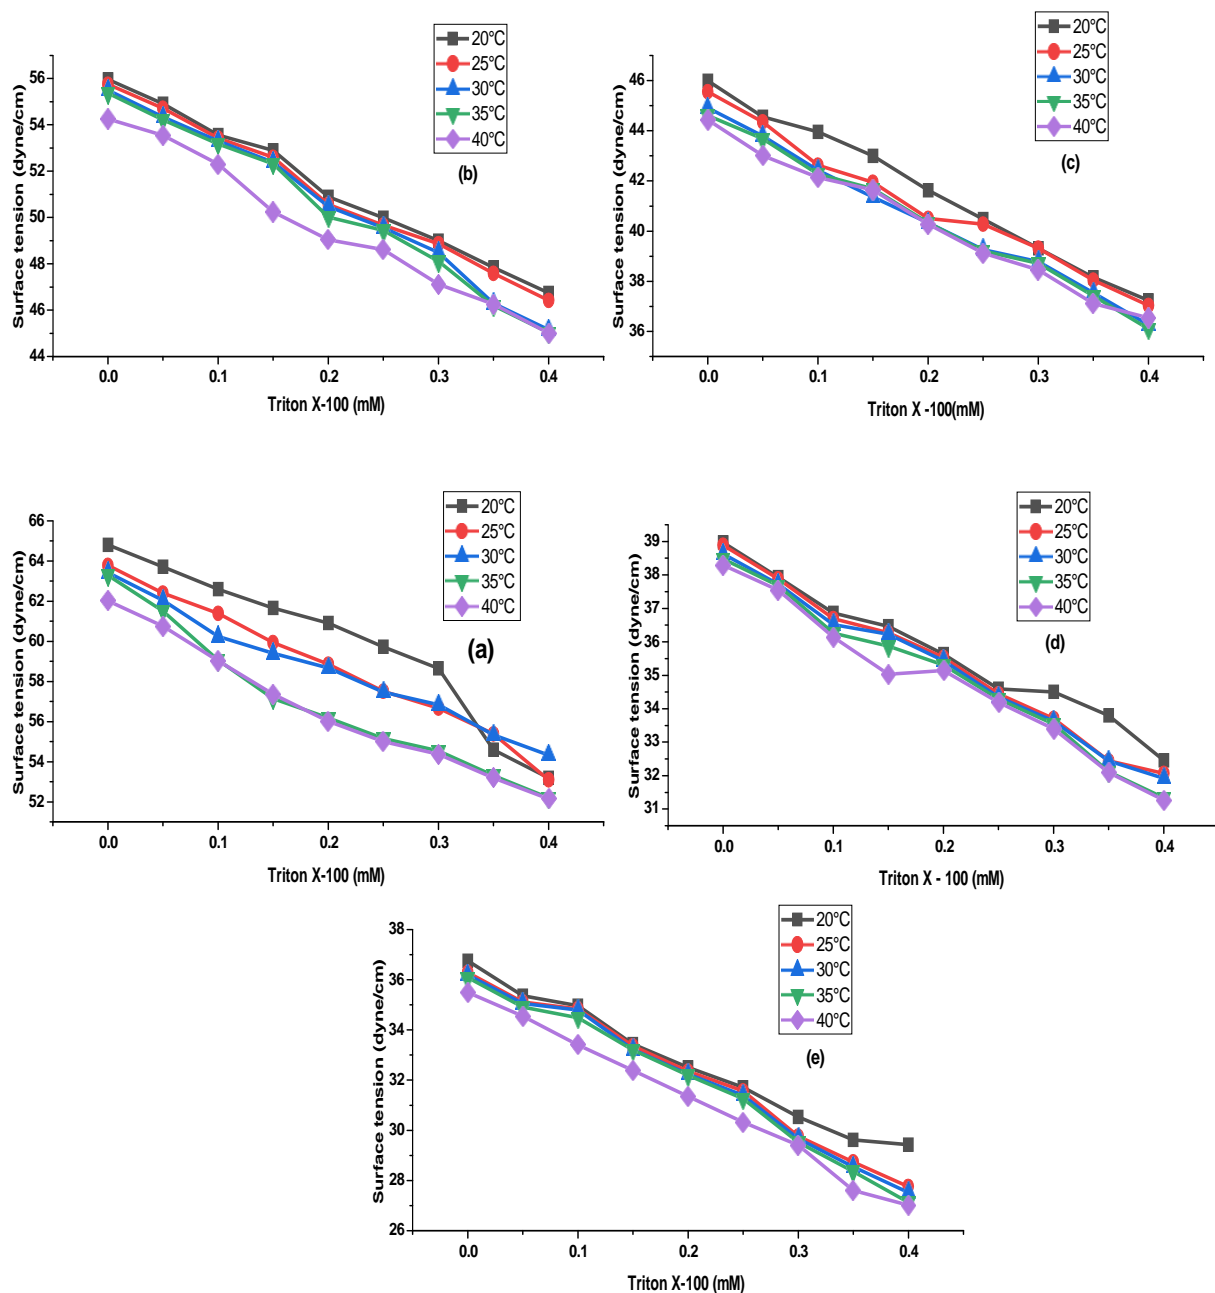 20°C
25°C
30°C
35°C
40°C
(b)
Surface tension (dyne/cm)
56
54
52
50
48
46
44
0.0 0.1 0.2 0.3 0.4
Triton X-100 (mM)
20°C
25°C
30°C
35°C
40°C
(c)
Surface tension (dyne/cm)
46
44
42
40
38
36
0.0 0.1 0.2 0.3 0.4
Triton X -100(mM)
20°C
25°C
30°C
35°C
40°C
(a)
Surface tension (dyne/cm)
66
64
62
60
58
56
54
52
0.0 0.1 0.2 0.3 0.4
Triton X-100 (mM)
20°C
25°C
30°C
35°C
40°C
(d)
Surface tension (dyne/cm)
39
38
37
36
35
34
33
32
31
0.0 0.1 0.2 0.3 0.4
Triton X - 100 (mM)
20°C
25°C
30°C
35°C
40°C
(e)
Surface tension (dyne/cm)
38
36
34
32
30
28
26
0.0 0.1 0.2 0.3 0.4
Triton X-100 (mM)